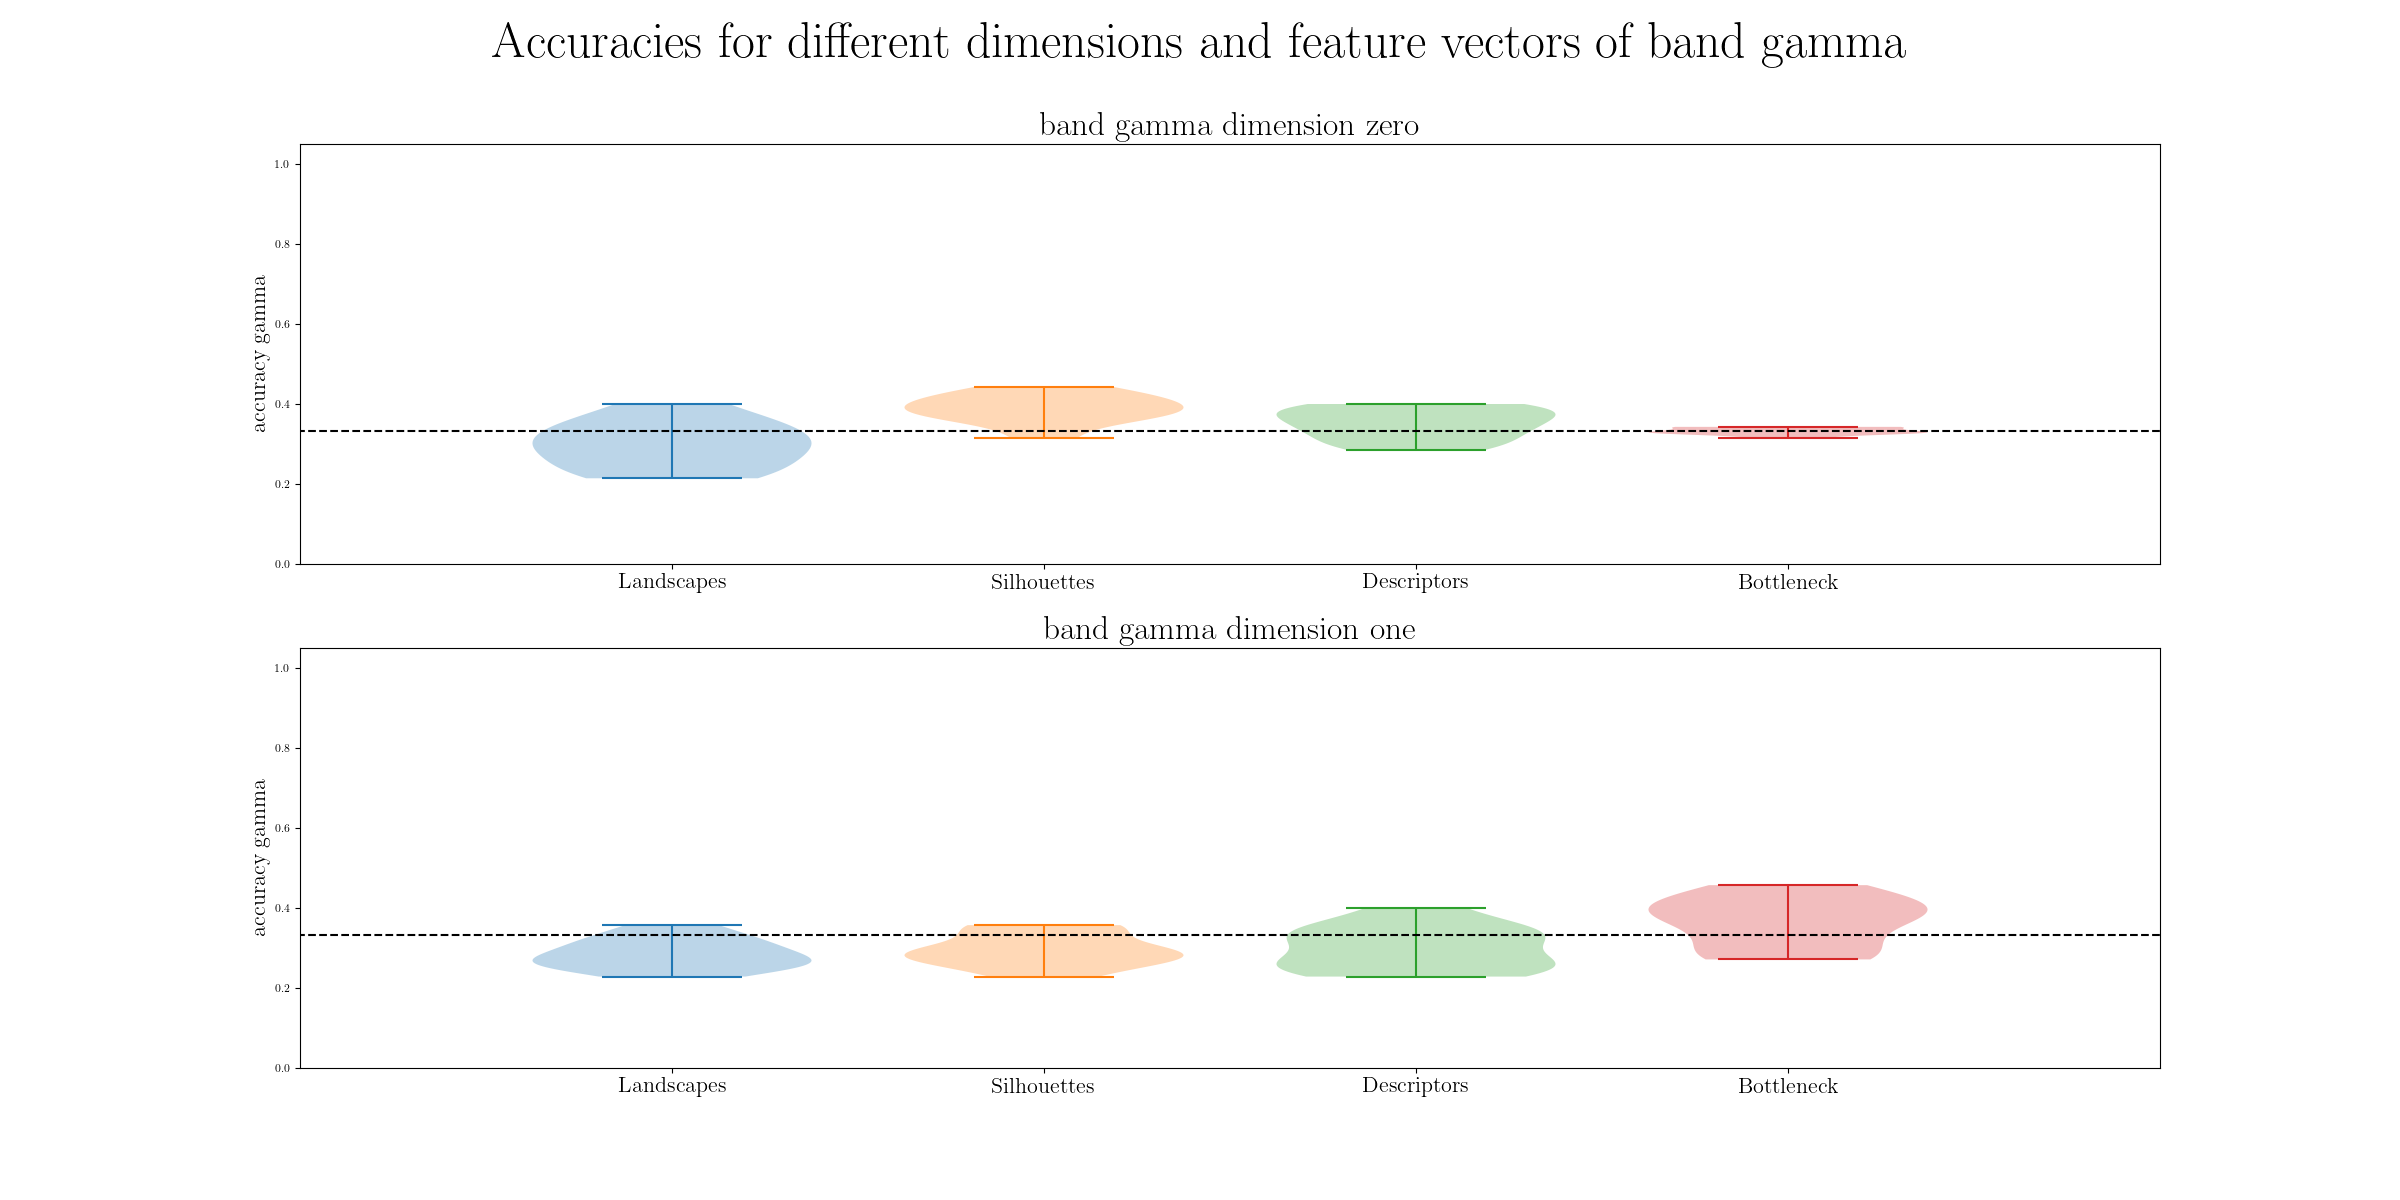 Accuracies for different dimensions and feature vectors of band gamma
band gamma dimension zero
1.0
0.8
0.6
0.4
0.2
0.0
accuracy gamma
Landscapes Silhouettes Descriptors Bottleneck
band gamma dimension one
1.0
0.8
0.6
0.4
0.2
0.0
accuracy gamma
Landscapes Silhouettes Descriptors Bottleneck